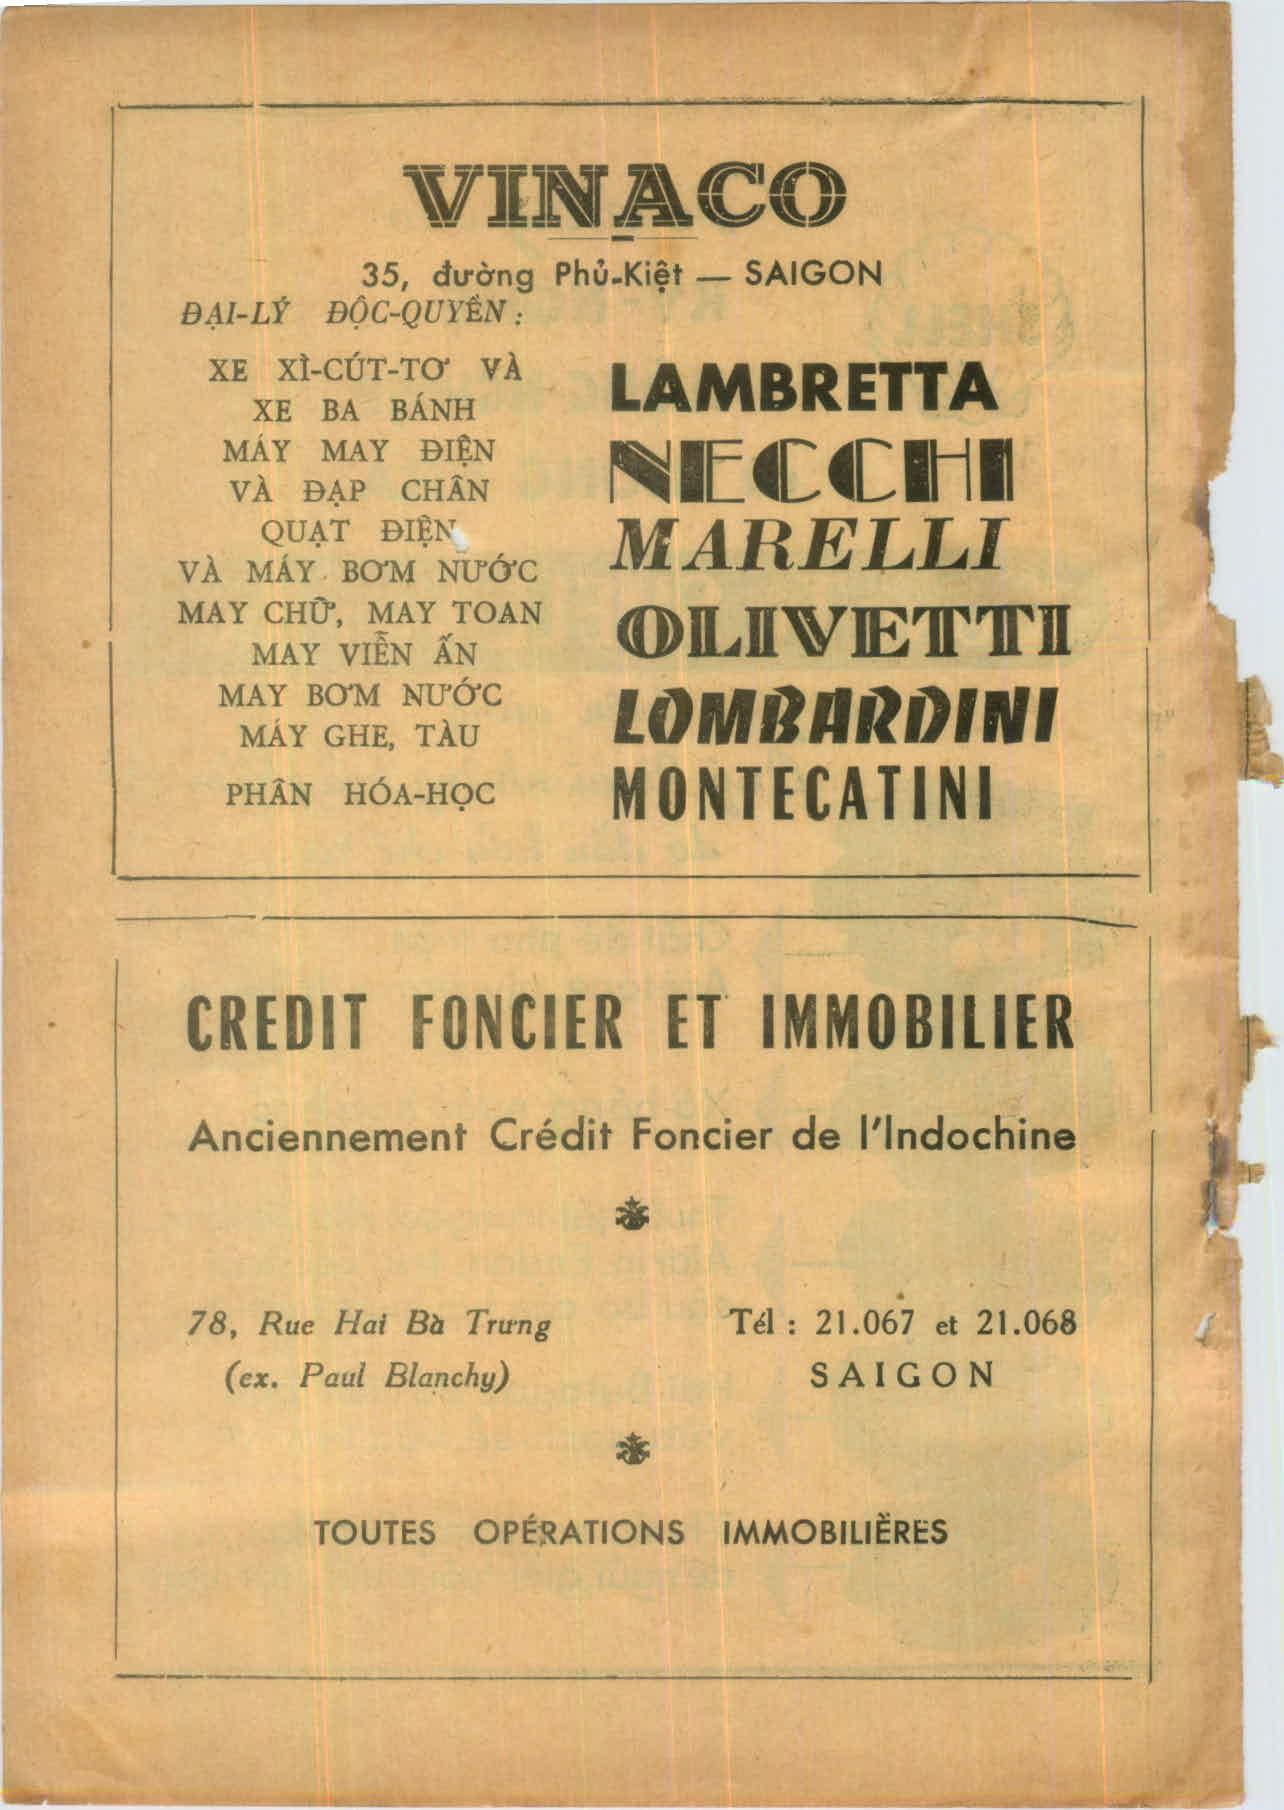 VINACO
35, đường Phủ-Kiệt — SAIGON
ĐẠI-LÝ ĐỘC-QUYỀN :
XE XÌ-CÚT-TƠ VÀ
XE BA BÁNH
LAMBRETTA
MÁY MAY ĐIỆN
VÀ ĐẠP CHÂN
NECCHI
QUẠT ĐIỆN
VÀ MÁY BƠM NƯỚC
MARELLI
MAY CHỮ, MAY TOAN
MAY VIỄN ẤN
OLIVETTI
MAY BƠM NƯỚC
MÁY GHE, TÀU
LOMBARDINI
PHÂN HÓA-HỌC
MONTECATINI
CREDIT FONCIER ET IMMOBILIER
Anciennement Crédit Foncier de l'Indochine
78, Rue Hai Bà Trưng
(ex. Paul Blanchy)
Tél : 21.067 et 21.068
SAIGON
TOUTES OPÉRATIONS IMMOBILIÈRES